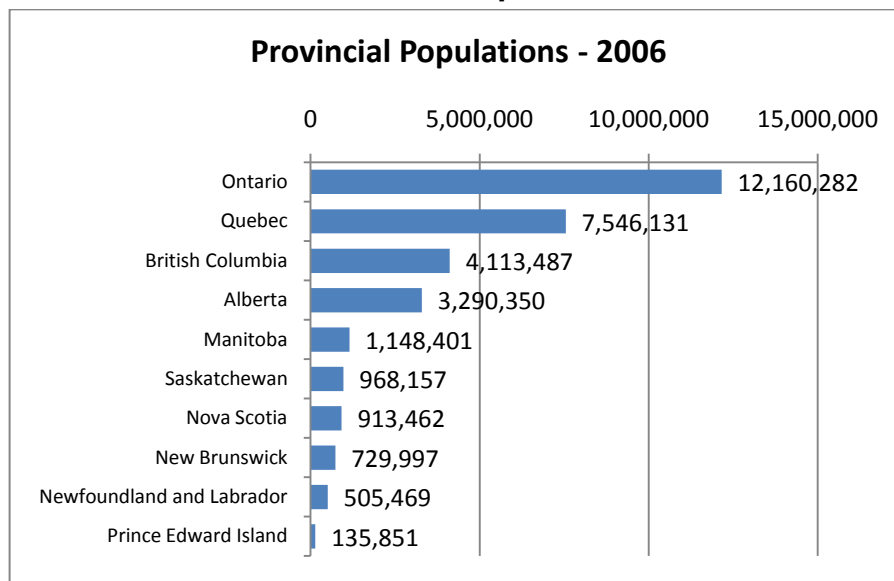 Provincial Populations - 2006
0 5,000,000 10,000,000 15,000,000
Ontario 12,160,282
Quebec 7,546,131
British Columbia 4,113,487
Alberta 3,290,350
Manitoba 1,148,401
Saskatchewan 968,157
Nova Scotia 913,462
New Brunswick 729,997
Newfoundland and Labrador 505,469
Prince Edward Island 135,851